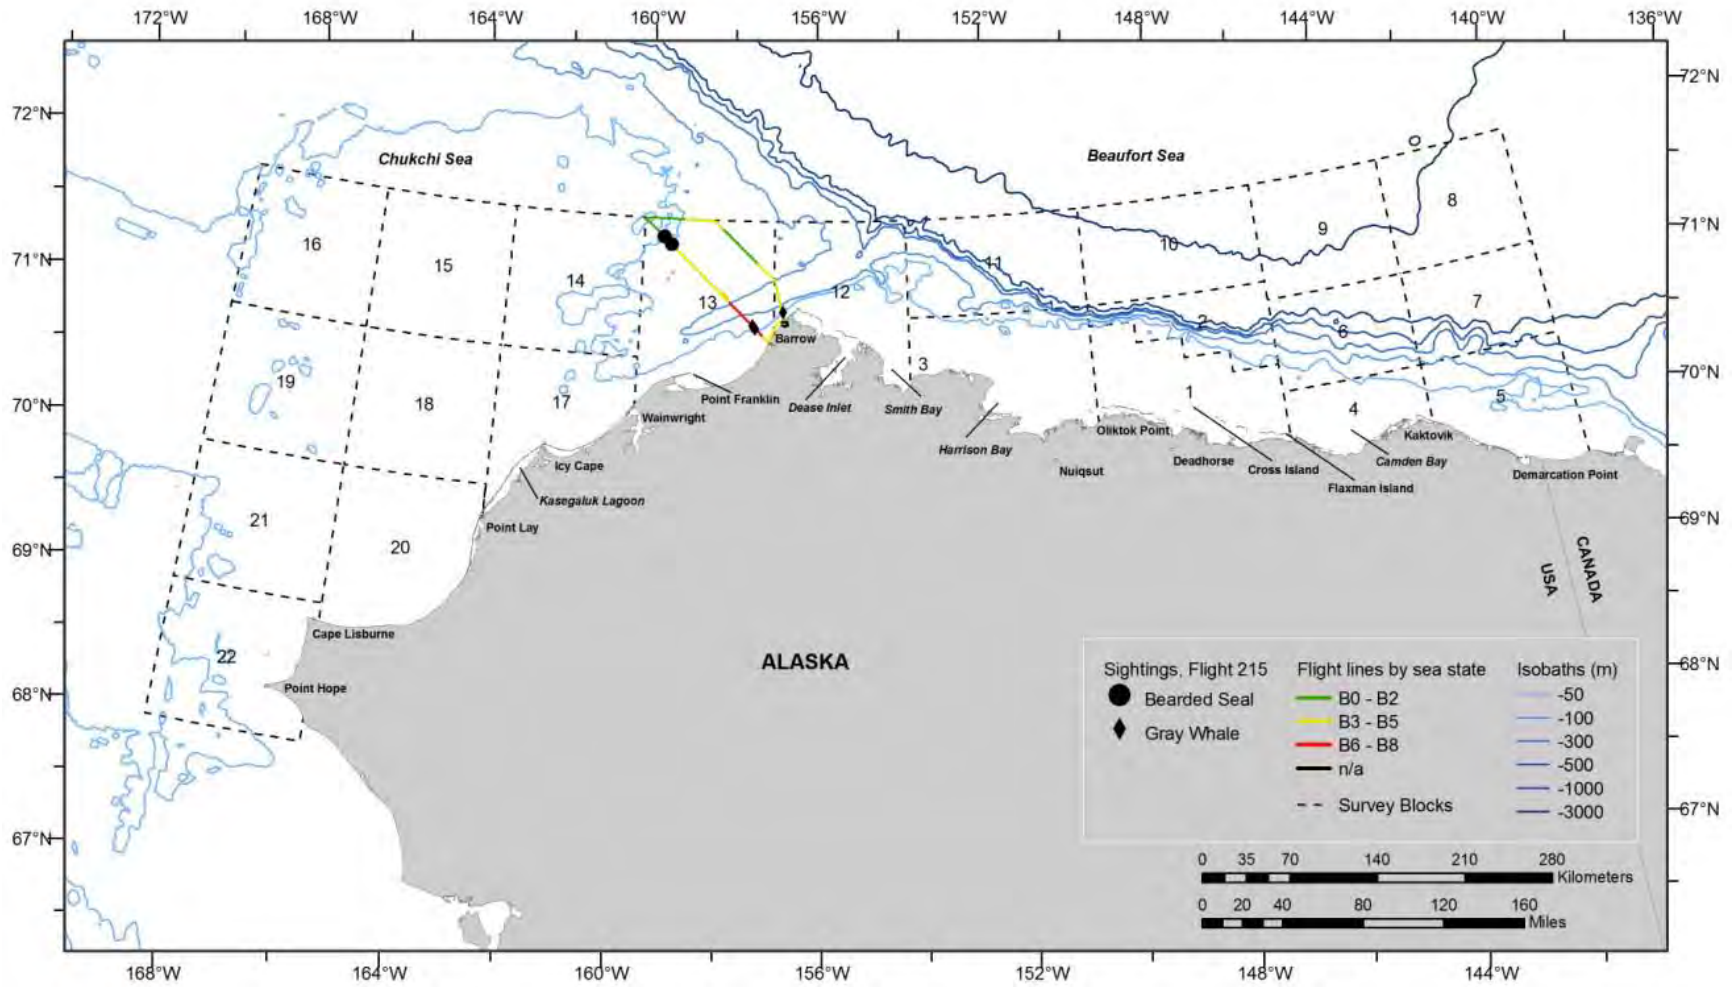 172°W 168°W 164°W 160°W 156°W 152°W 148°W 144°W 140°W 136°W
72°N
72°N
Chukchi Sea
Beaufort Sea
8
9
71°N
16
10
15
11
71°N
14
12
7
13
2
6
Barrow
3
70°N
19
1
5
Point Franklin
18
17
Dease Inlet
Smith Bay
4
70°N
Wainwright
Oliktok Point
Kaktovik
Harrison Bay
Icy Cape
Nuiqsut
Deadhorse
Cross Island
Camden Bay
Demarcation Point
Flaxman Island
Kasegaluk Lagoon
21
Point Lay
69°N
69°N
20
CANADA
USA
Cape Lisburne
22
ALASKA
68°N
Point Hope
68°N
Sightings, Flight 215
Bearded Seal
Gray Whale
Flight lines by sea state
B0 - B2
B3 - B5
B6 - B8
n/a
Survey Blocks
Isobaths (m)
-50
-100
-300
-500
-1000
-3000
67°N
67°N
0 35 70 140 210 280
Kilometers
0 20 40 80 120 160
Miles
168°W 164°W 160°W 156°W 152°W 148°W 144°W